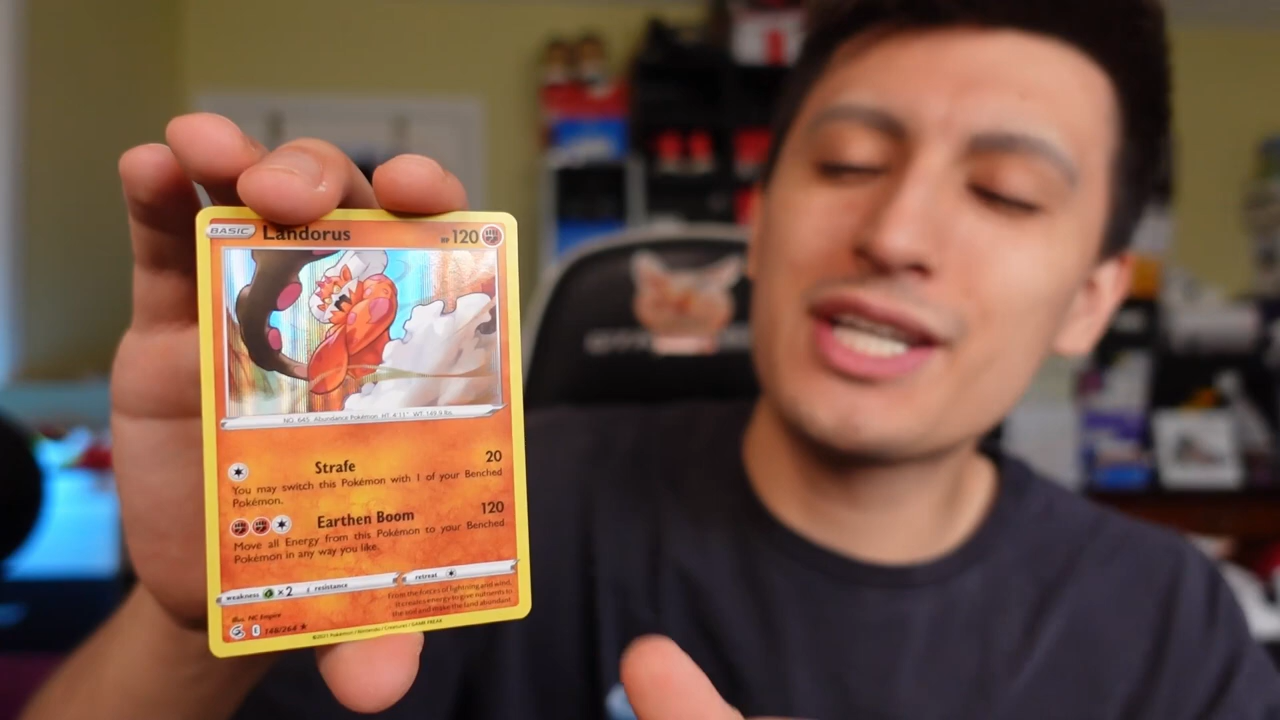 BASIC Landorus HP 120
NO. 645 Abundance Pokémon HT: 4'11" WT: 149.9 lbs.
Strafe 20
You may switch this Pokémon with 1 of your Benched
Pokémon.
Earthen Boom 120
Move all Energy from this Pokémon to your Benched
Pokémon in any way you like.
weakness ×2 resistance retreat
From the forces of lightning and wind,
it creates energy to give nutrients to
the soil and make the land abundant.
Illus. NC Empire
E 148/264 ★
©2021 Pokémon / Nintendo / Creatures / GAME FREAK